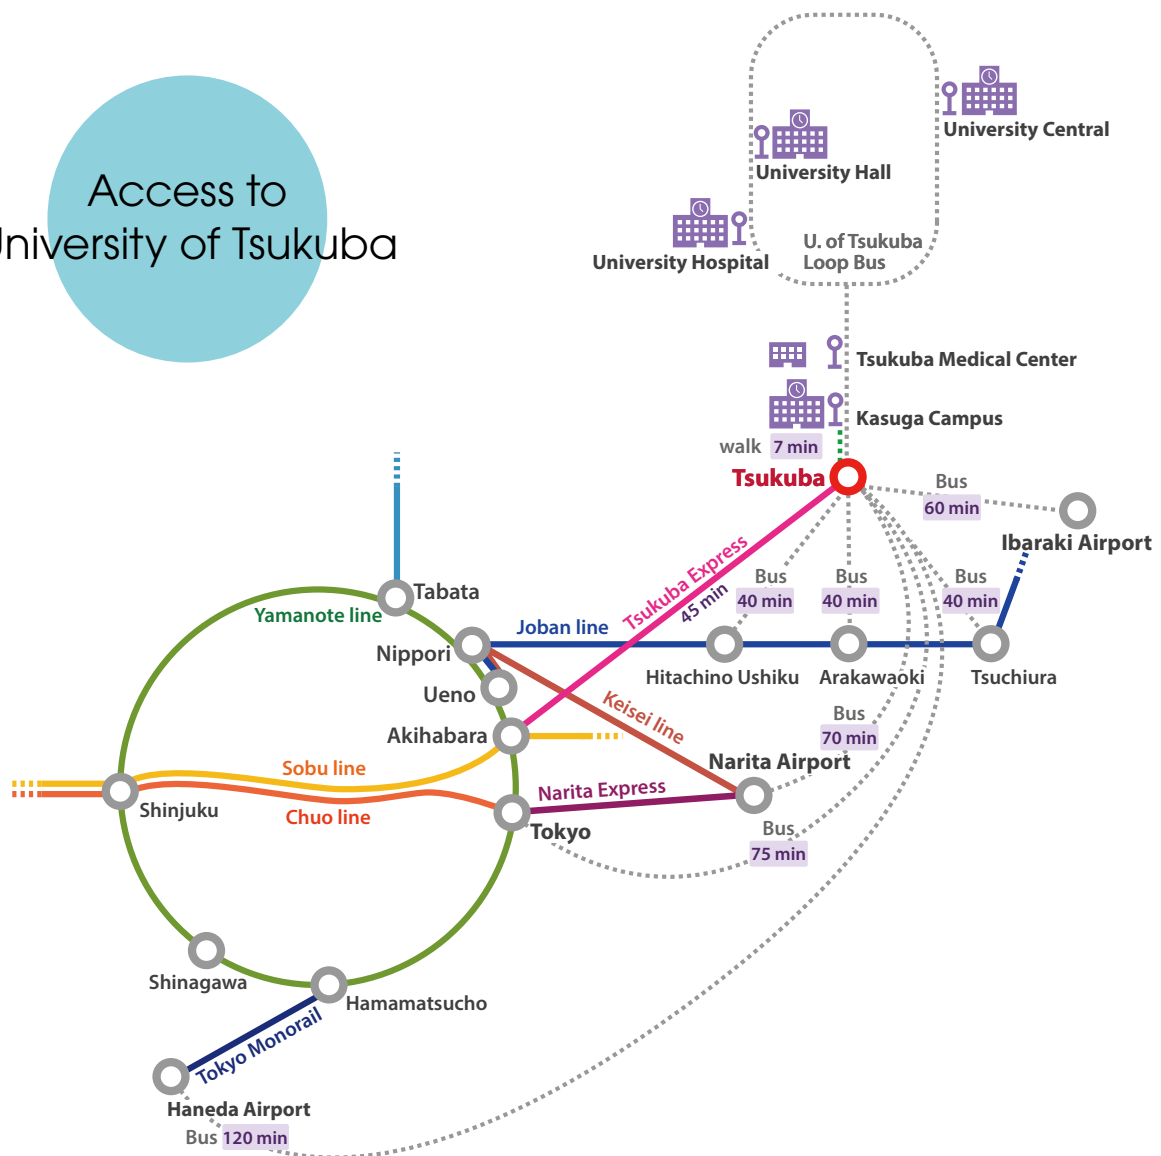 Access to
University of Tsukuba
University Central
University Hall
University Hospital
U. of Tsukuba
Loop Bus
Tsukuba Medical Center
Kasuga Campus
walk 7 min
Tsukuba
Bus
60 min
Ibaraki Airport
Tsukuba Express
45 min
Bus
40 min
Bus
40 min
Bus
40 min
Tabata
Yamanote line
Joban line
Nippori
Hitachino Ushiku
Arakawaoki
Tsuchiura
Ueno
Keisei line
Akihabara
Bus
70 min
Narita Airport
Sobu line
Narita Express
Shinjuku
Chuo line
Tokyo
Bus
75 min
Shinagawa
Hamamatsucho
Tokyo Monorail
Haneda Airport
Bus 120 min